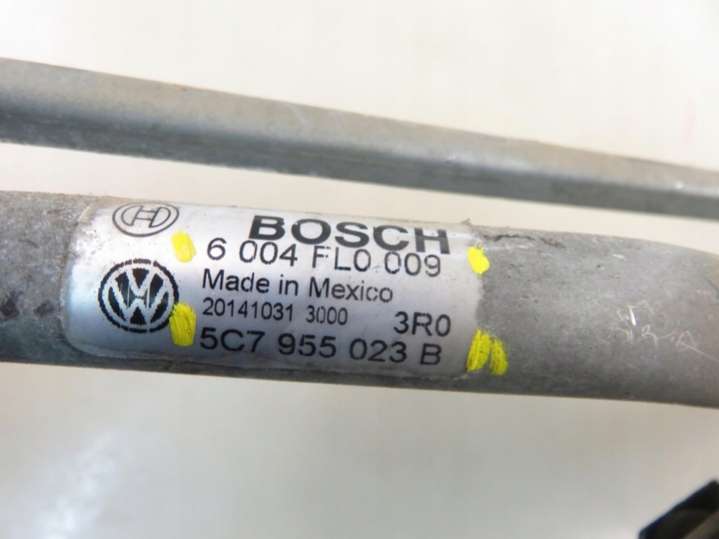 BOSCH
6 004 FL0 009
Made in Mexico
20141031 3000 3R0
5C7 955 023 B